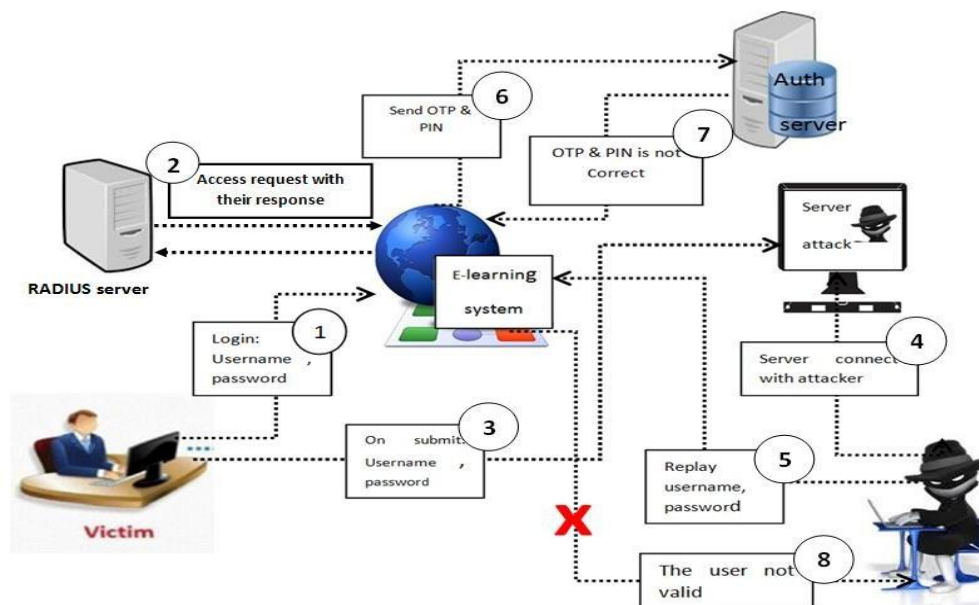 6
Send OTP &
PIN
Auth
server
7
OTP & PIN is not
Correct
2
Access request with
their response
RADIUS server
Server
attack
E-learning
system
1
Login:
Username ,
password
4
Server connect
with attacker
3
On submit:
Username ,
password
5
Replay
username,
password
Victim
X
8
The user not
valid